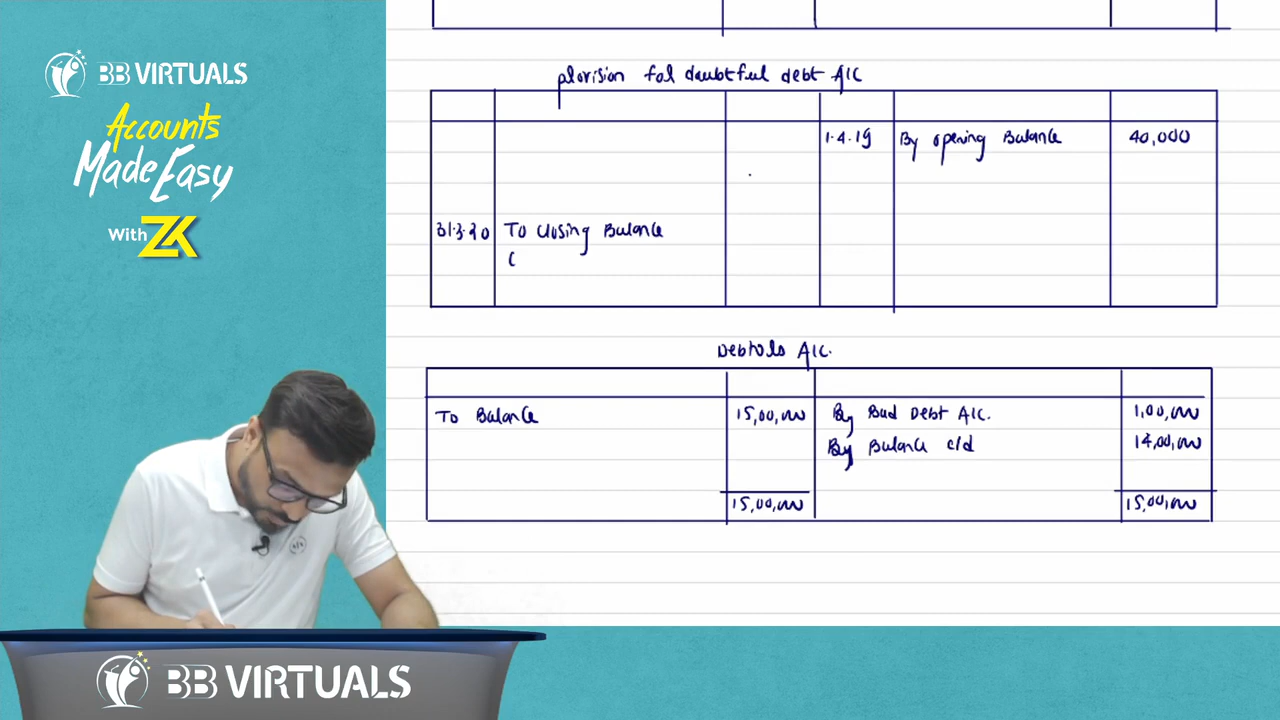 BB VIRTUALS
Accounts
Made Easy
With ZK
provision for doubtful debt A/C
1.4.19 By opening Balance 40,000
31.3.20 To closing Balance
(
Debtors A/C.
To Balance 15,00,000 By Bad Debt A/C. 1,00,000
By Balance c/d 14,00,000
15,00,000 15,00,000
BB VIRTUALS